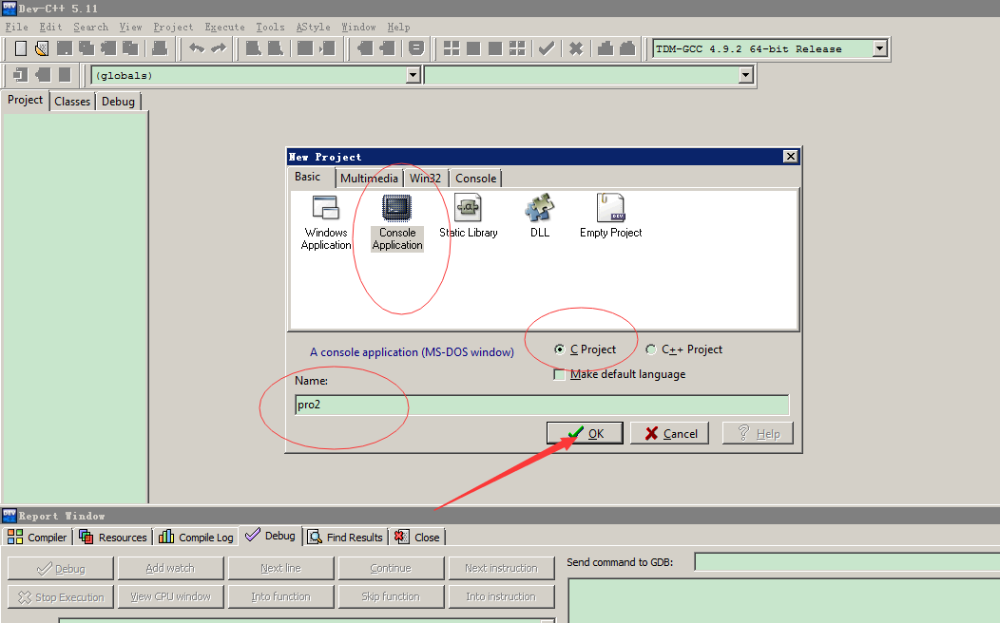 Dev-C++ 5.11
File Edit Search View Project Execute Tools AStyle Window Help
TDM-GCC 4.9.2 64-bit Release
(globals)
Project Classes Debug
New Project
Basic Multimedia Win32 Console
Windows Application
Console Application
Static Library
DLL
Empty Project
A console application (MS-DOS window)
C Project
C++ Project
Make default language
Name:
pro2
OK
Cancel
Help
Report Window
Compiler Resources Compile Log Debug Find Results Close
Debug Add watch Next line Continue Next instruction
Send command to GDB:
Stop Execution View CPU window Into function Skip function Into instruction